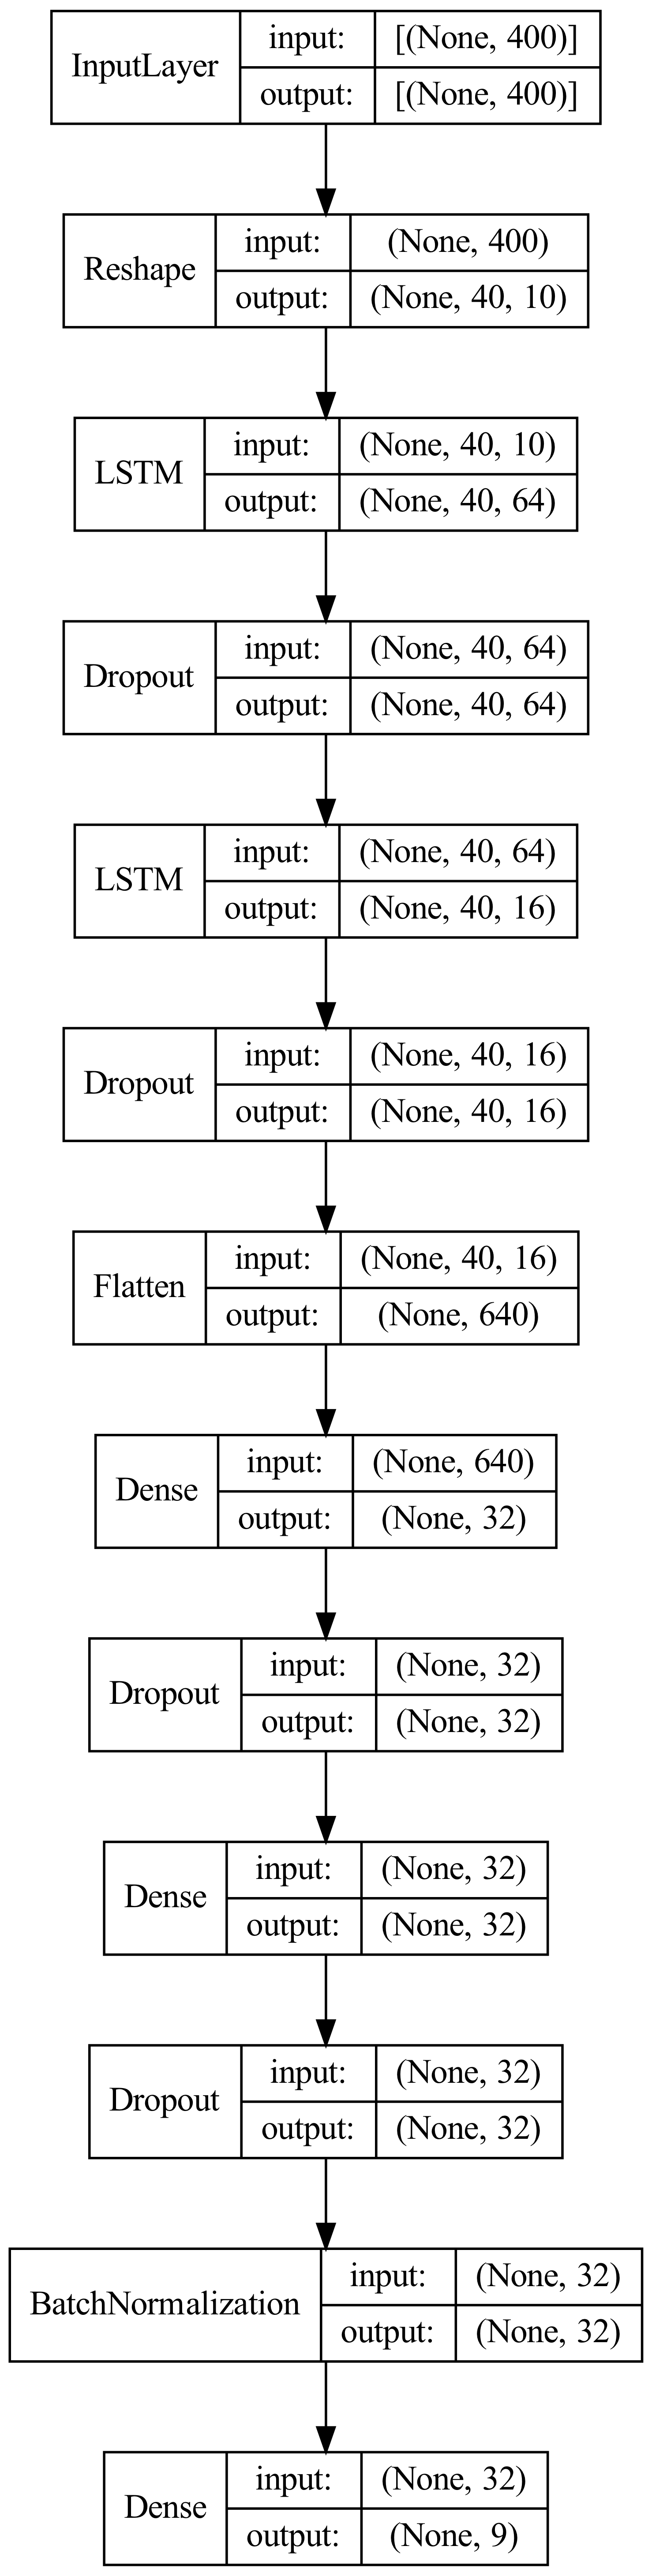 InputLayer input: [(None, 400)]
output: [(None, 400)]
Reshape input: (None, 400)
output: (None, 40, 10)
LSTM input: (None, 40, 10)
output: (None, 40, 64)
Dropout input: (None, 40, 64)
output: (None, 40, 64)
LSTM input: (None, 40, 64)
output: (None, 40, 16)
Dropout input: (None, 40, 16)
output: (None, 40, 16)
Flatten input: (None, 40, 16)
output: (None, 640)
Dense input: (None, 640)
output: (None, 32)
Dropout input: (None, 32)
output: (None, 32)
Dense input: (None, 32)
output: (None, 32)
Dropout input: (None, 32)
output: (None, 32)
BatchNormalization input: (None, 32)
output: (None, 32)
Dense input: (None, 32)
output: (None, 9)